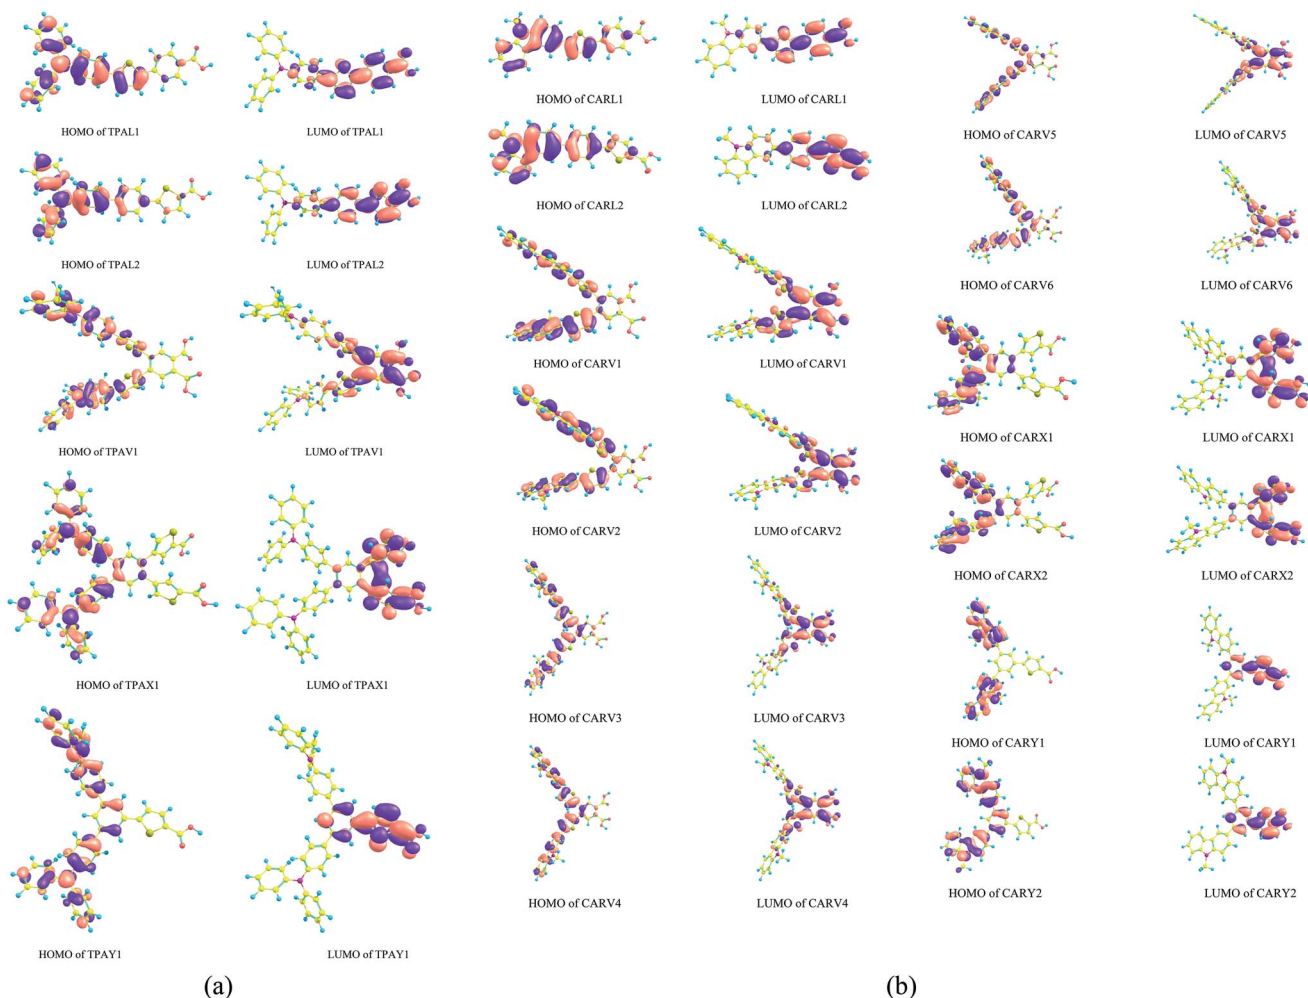 HOMO of TPAL1
LUMO of TPAL1
HOMO of TPAL2
LUMO of TPAL2
HOMO of TPAV1
LUMO of TPAV1
HOMO of TPAX1
LUMO of TPAX1
HOMO of TPAY1
LUMO of TPAY1
(a)
HOMO of CARL1
LUMO of CARL1
HOMO of CARL2
LUMO of CARL2
HOMO of CARV1
LUMO of CARV1
HOMO of CARV2
LUMO of CARV2
HOMO of CARV3
LUMO of CARV3
HOMO of CARV4
LUMO of CARV4
HOMO of CARV5
LUMO of CARV5
HOMO of CARV6
LUMO of CARV6
HOMO of CARX1
LUMO of CARX1
HOMO of CARX2
LUMO of CARX2
HOMO of CARY1
LUMO of CARY1
HOMO of CARY2
LUMO of CARY2
(b)